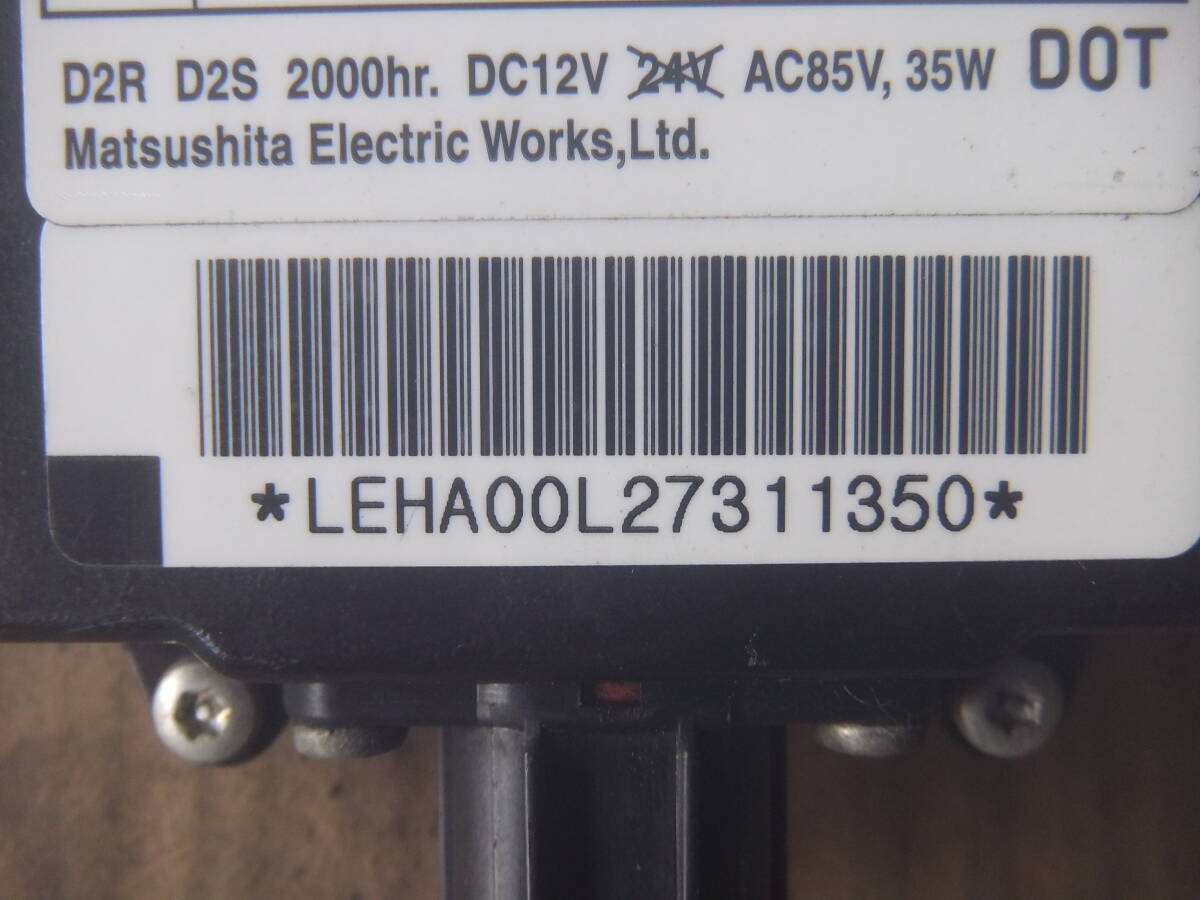 D2R D2S 2000hr. DC12V 24V AC85V, 35W DOT
Matsushita Electric Works,Ltd.
*LEHA00L27311350*